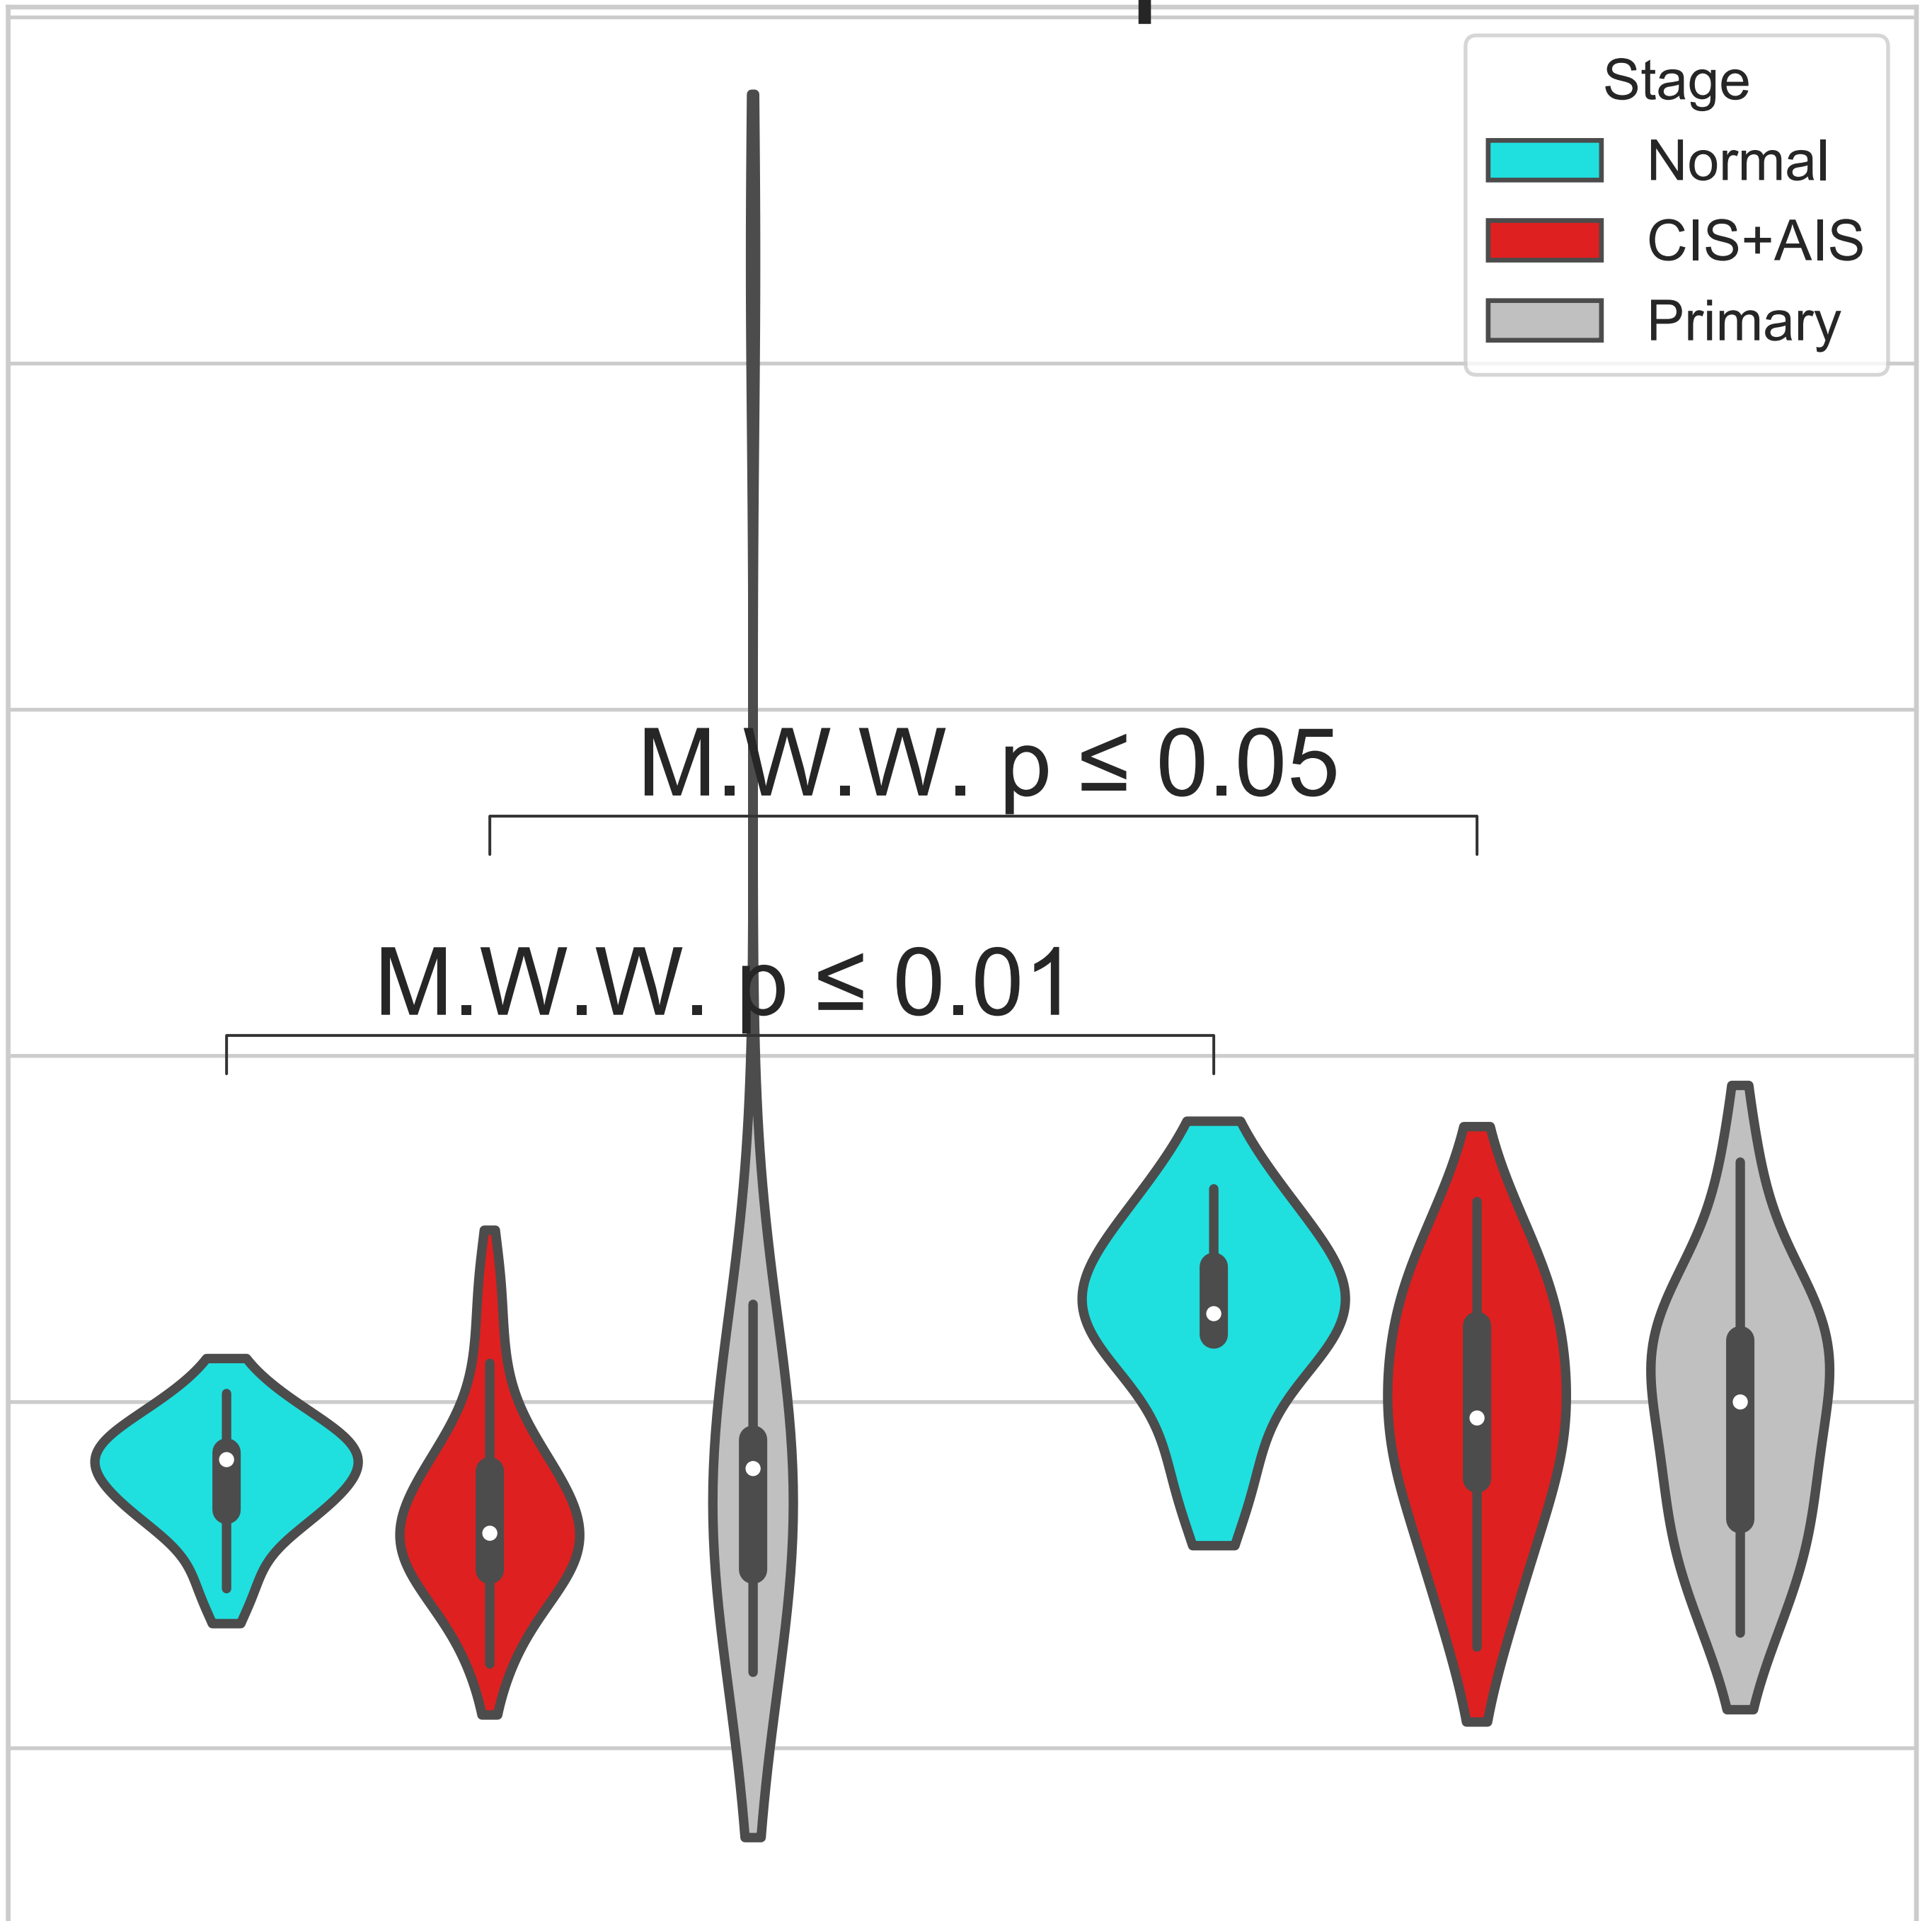 Stage
Normal
CIS+AIS
Primary
M.W.W. p ≤ 0.05
M.W.W. p ≤ 0.01